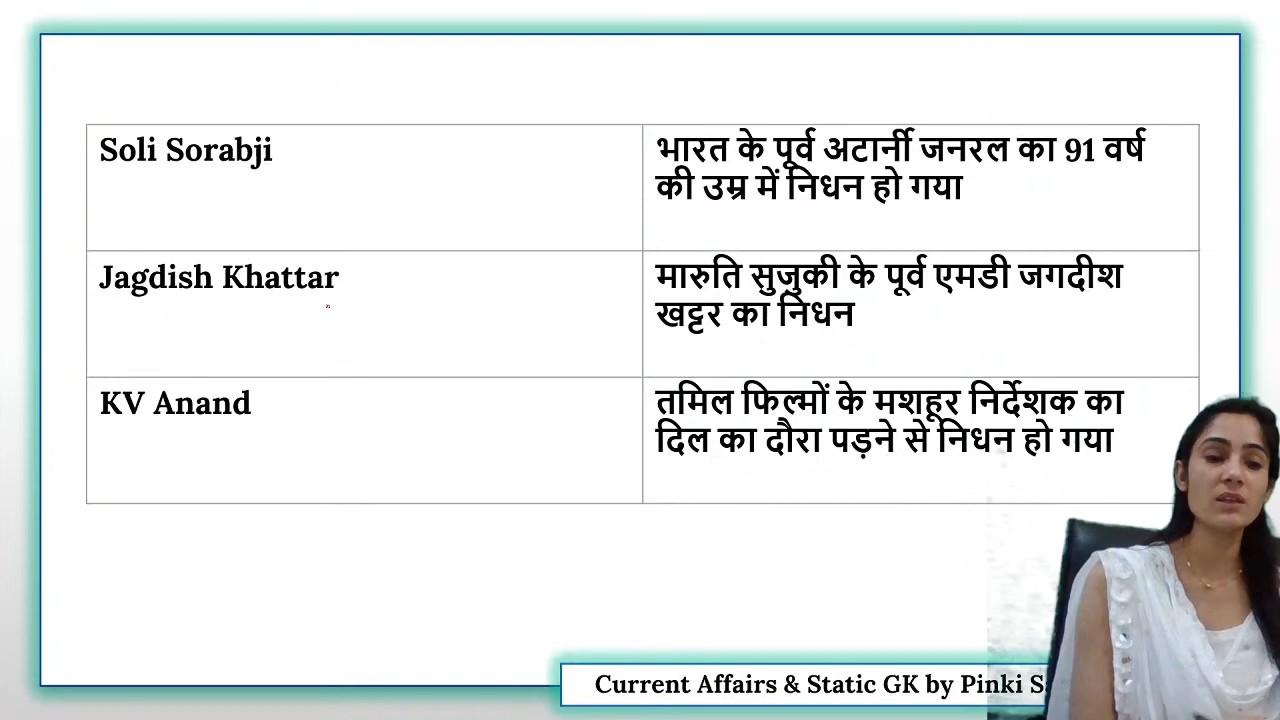 Soli Sorabji
भारत के पूर्व अटार्नी जनरल का 91 वर्ष
की उम्र में निधन हो गया
Jagdish Khattar
मारुति सुजुकी के पूर्व एमडी जगदीश
खट्टर का निधन
KV Anand
तमिल फिल्मों के मशहूर निर्देशक का
दिल का दौरा पड़ने से निधन हो गया
Current Affairs & Static GK by Pinki